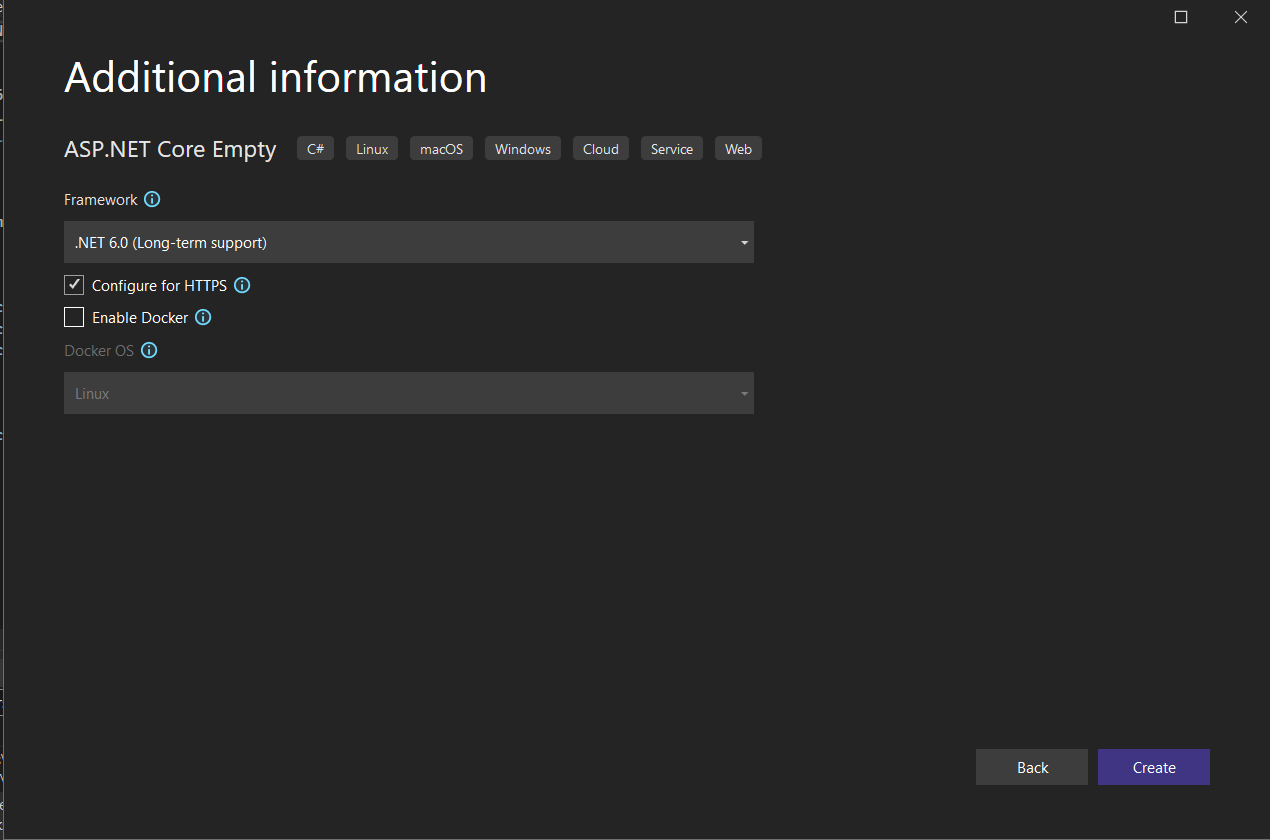 Additional information
ASP.NET Core Empty C# Linux macOS Windows Cloud Service Web
Framework
.NET 6.0 (Long-term support)
Configure for HTTPS
Enable Docker
Docker OS
Linux
Back Create